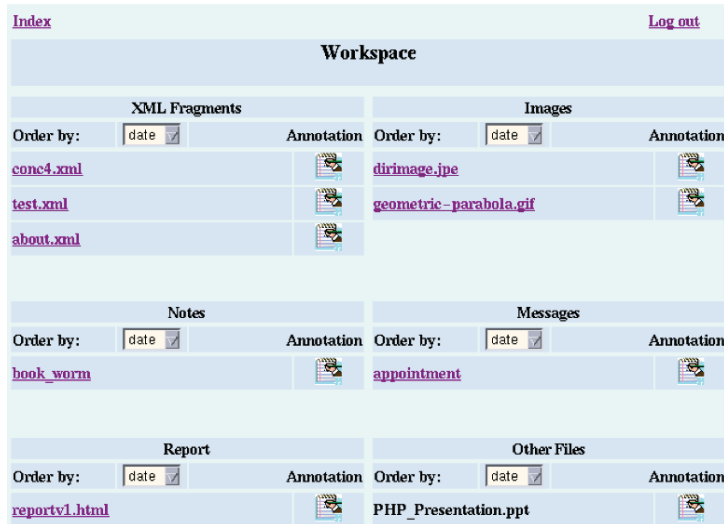 Index Log out
Workspace
XML Fragments Images
Order by: date Annotation Order by: date Annotation
conc4.xml dirimage.jpe
test.xml geometric-parabola.gif
about.xml
Notes Messages
Order by: date Annotation Order by: date Annotation
book_worm appointment
Report Other Files
Order by: date Annotation Order by: date Annotation
reportv1.html PHP_Presentation.ppt